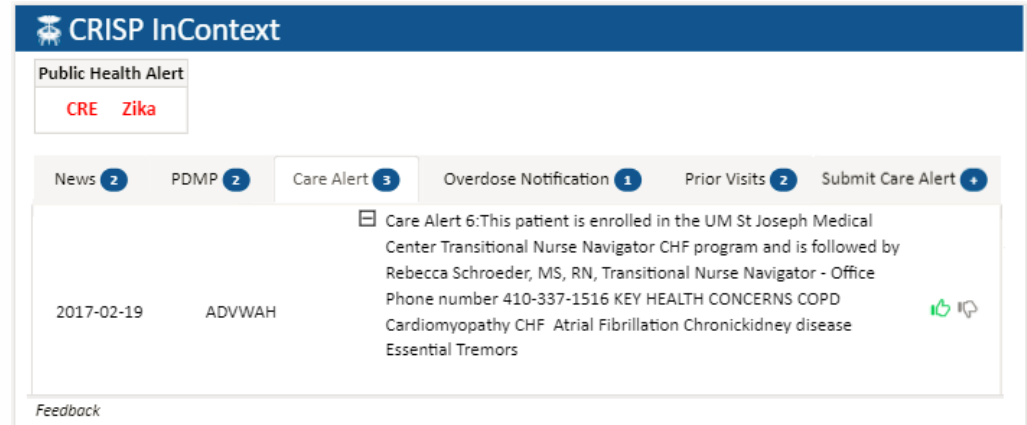 CRISP InContext
Public Health Alert
CRE Zika
News 2 PDMP 2 Care Alert 3 Overdose Notification 1 Prior Visits 2 Submit Care Alert +
Care Alert 6:This patient is enrolled in the UM St Joseph Medical
Center Transitional Nurse Navigator CHF program and is followed by
Rebecca Schroeder, MS, RN, Transitional Nurse Navigator - Office
2017-02-19 ADVWAH Phone number 410-337-1516 KEY HEALTH CONCERNS COPD
Cardiomyopathy CHF Atrial Fibrillation Chronickidney disease
Essential Tremors
Feedback